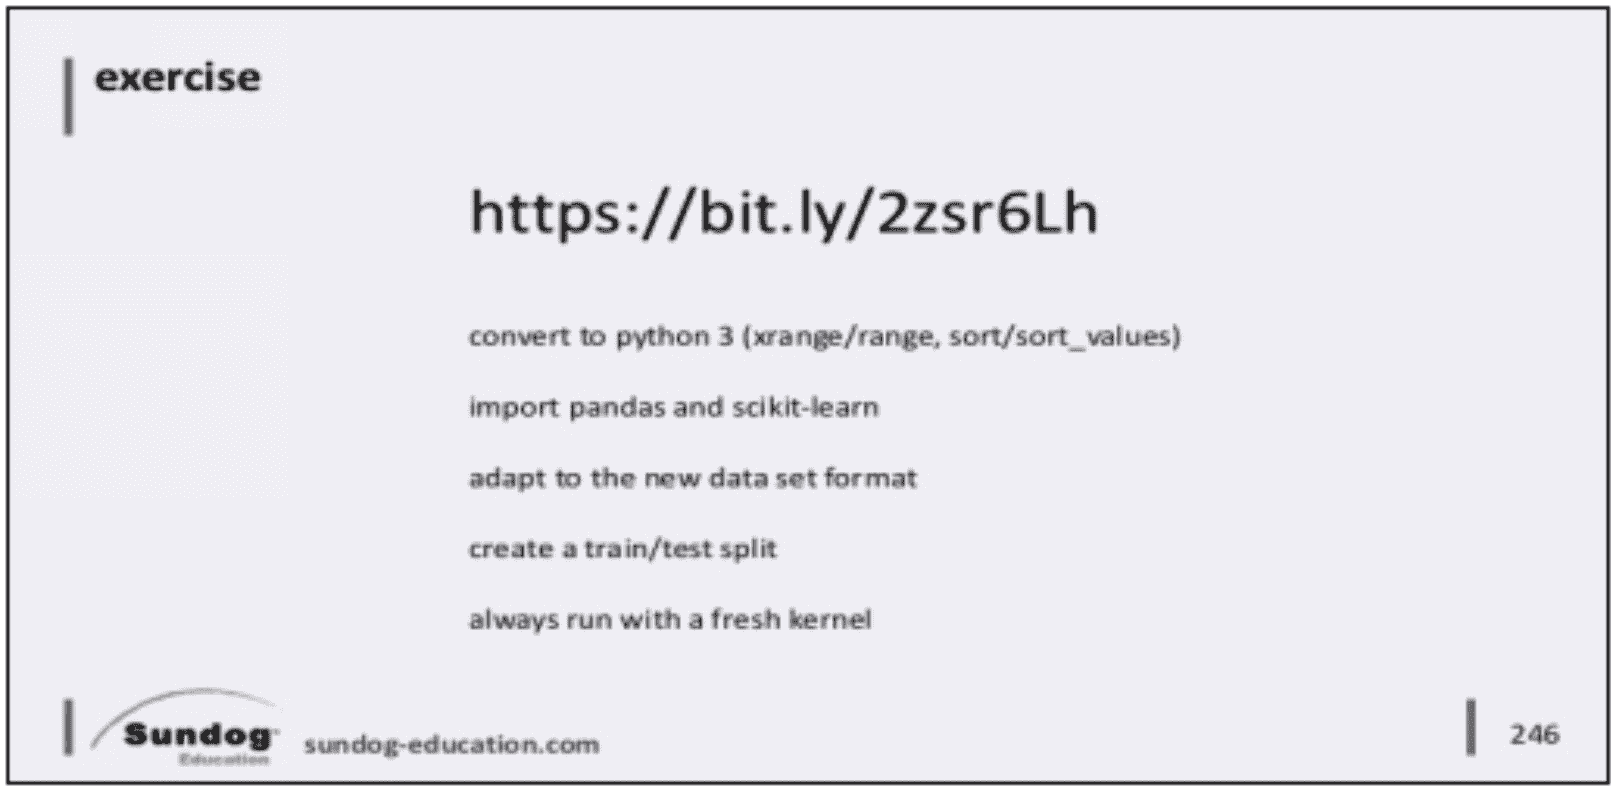 exercise
https://bit.ly/2zsr6Lh
convert to python 3 (xrange/range, sort/sort_values)
import pandas and scikit-learn
adapt to the new data set format
create a train/test split
always run with a fresh kernel
Sundog
Education
sundog-education.com
246